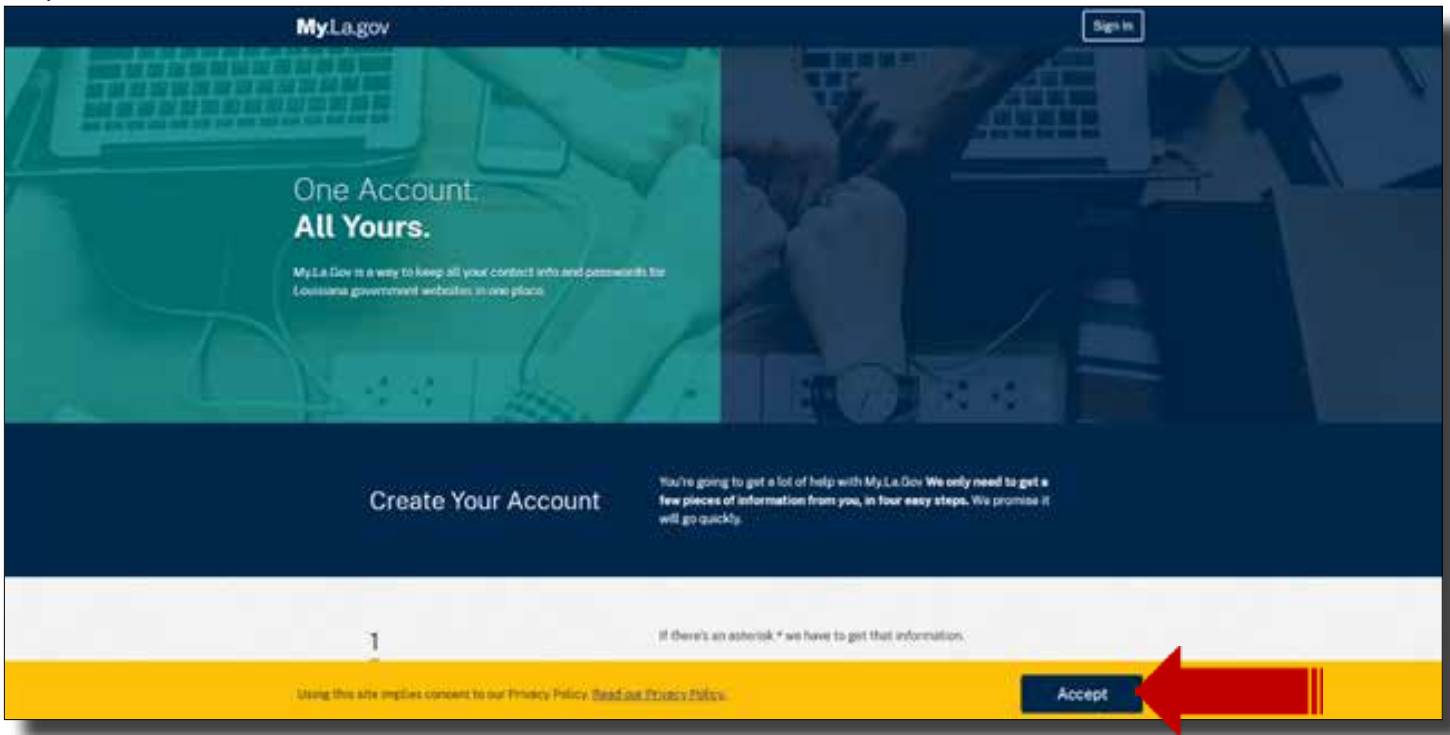 My.La.gov
Sign In
One Account.
All Yours.
My.La.Gov is a way to keep all your contact info and passwords for
Louisiana government websites in one place.
Create Your Account
You're going to get a lot of help with My.La.Gov We only need to get a
few pieces of information from you, in four easy steps. We promise it
will go quickly.
1
If there's an asterisk * we have to get that information.
Using this site implies consent to our Privacy Policy. Read our Privacy Policy.
Accept